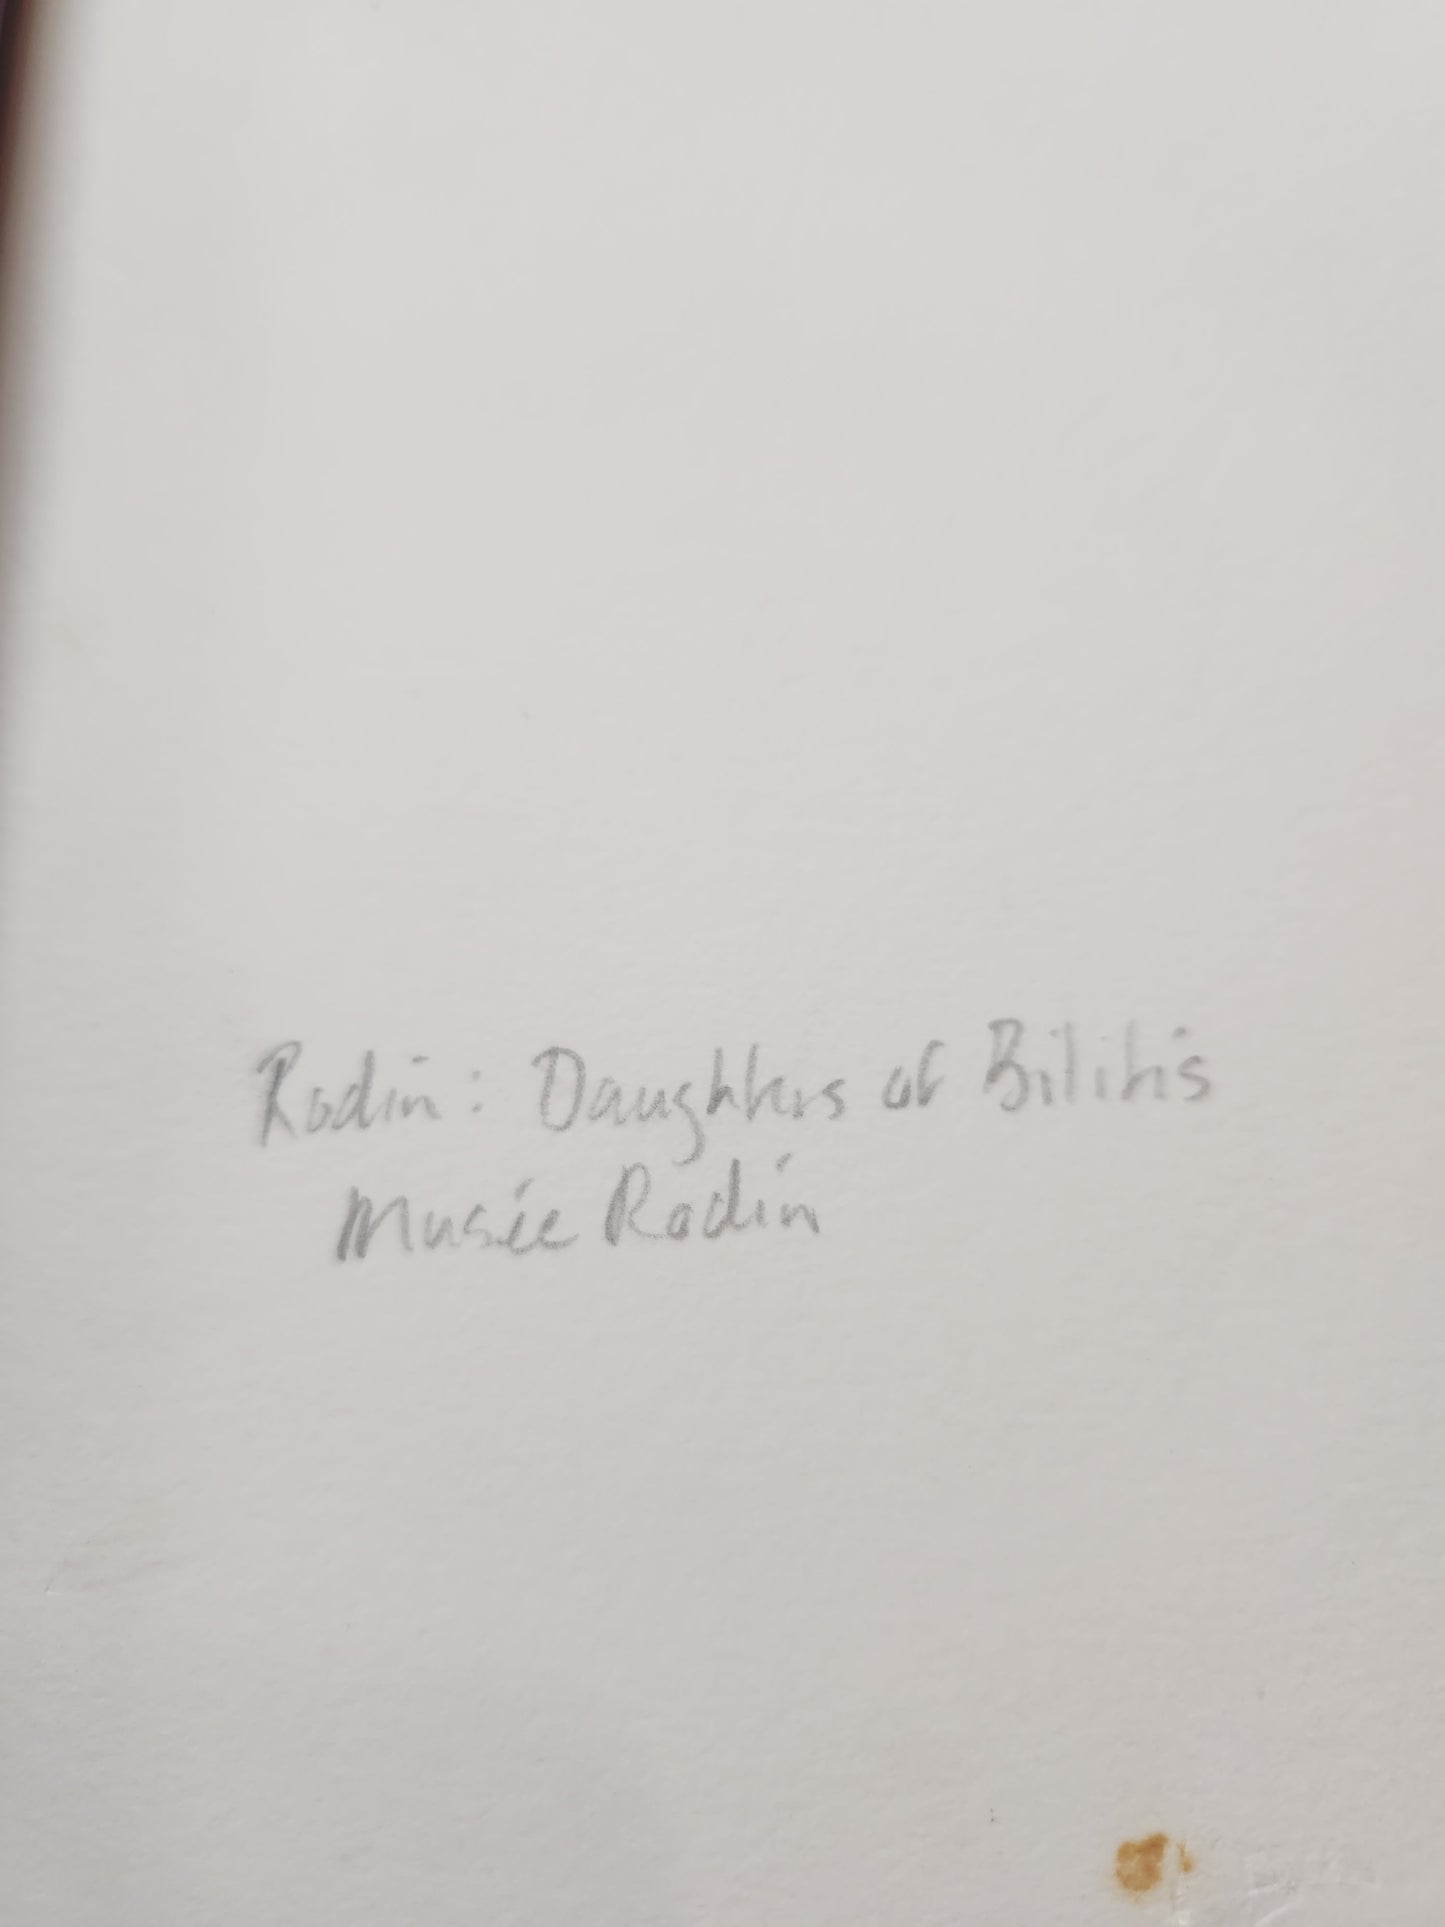 Rodin: Daughters of Bilitis
Musée Rodin